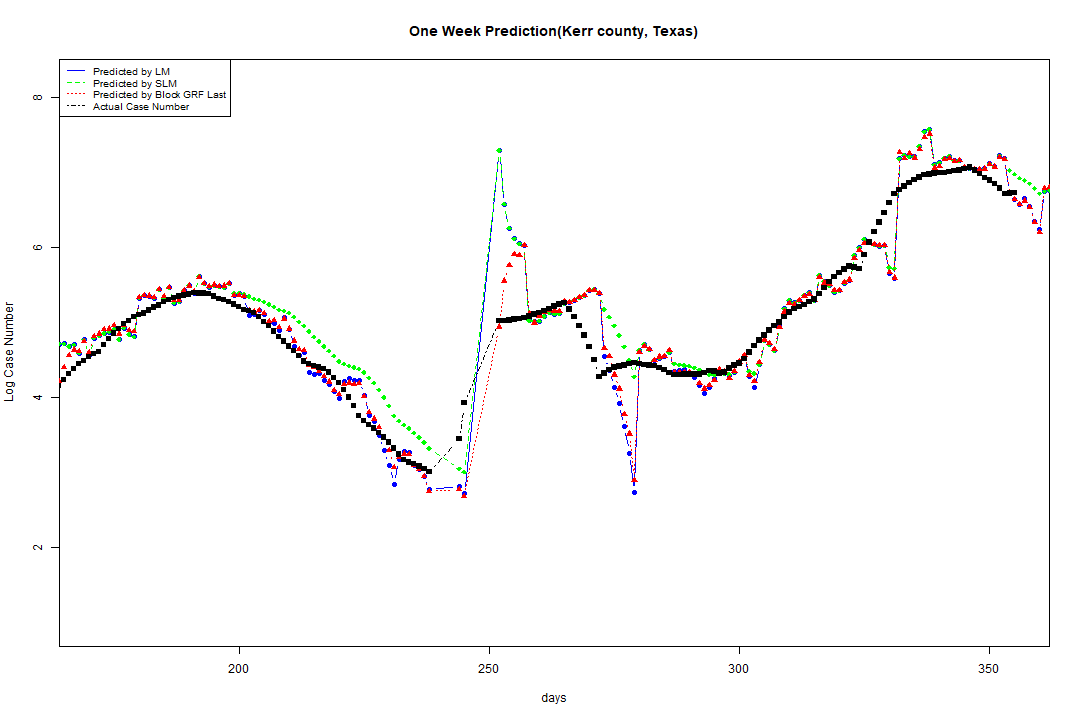 One Week Prediction(Kerr county, Texas)
Predicted by LM
Predicted by SLM
Predicted by Block GRF Last
Actual Case Number
8
6
4
2
Log Case Number
200
250
300
350
days